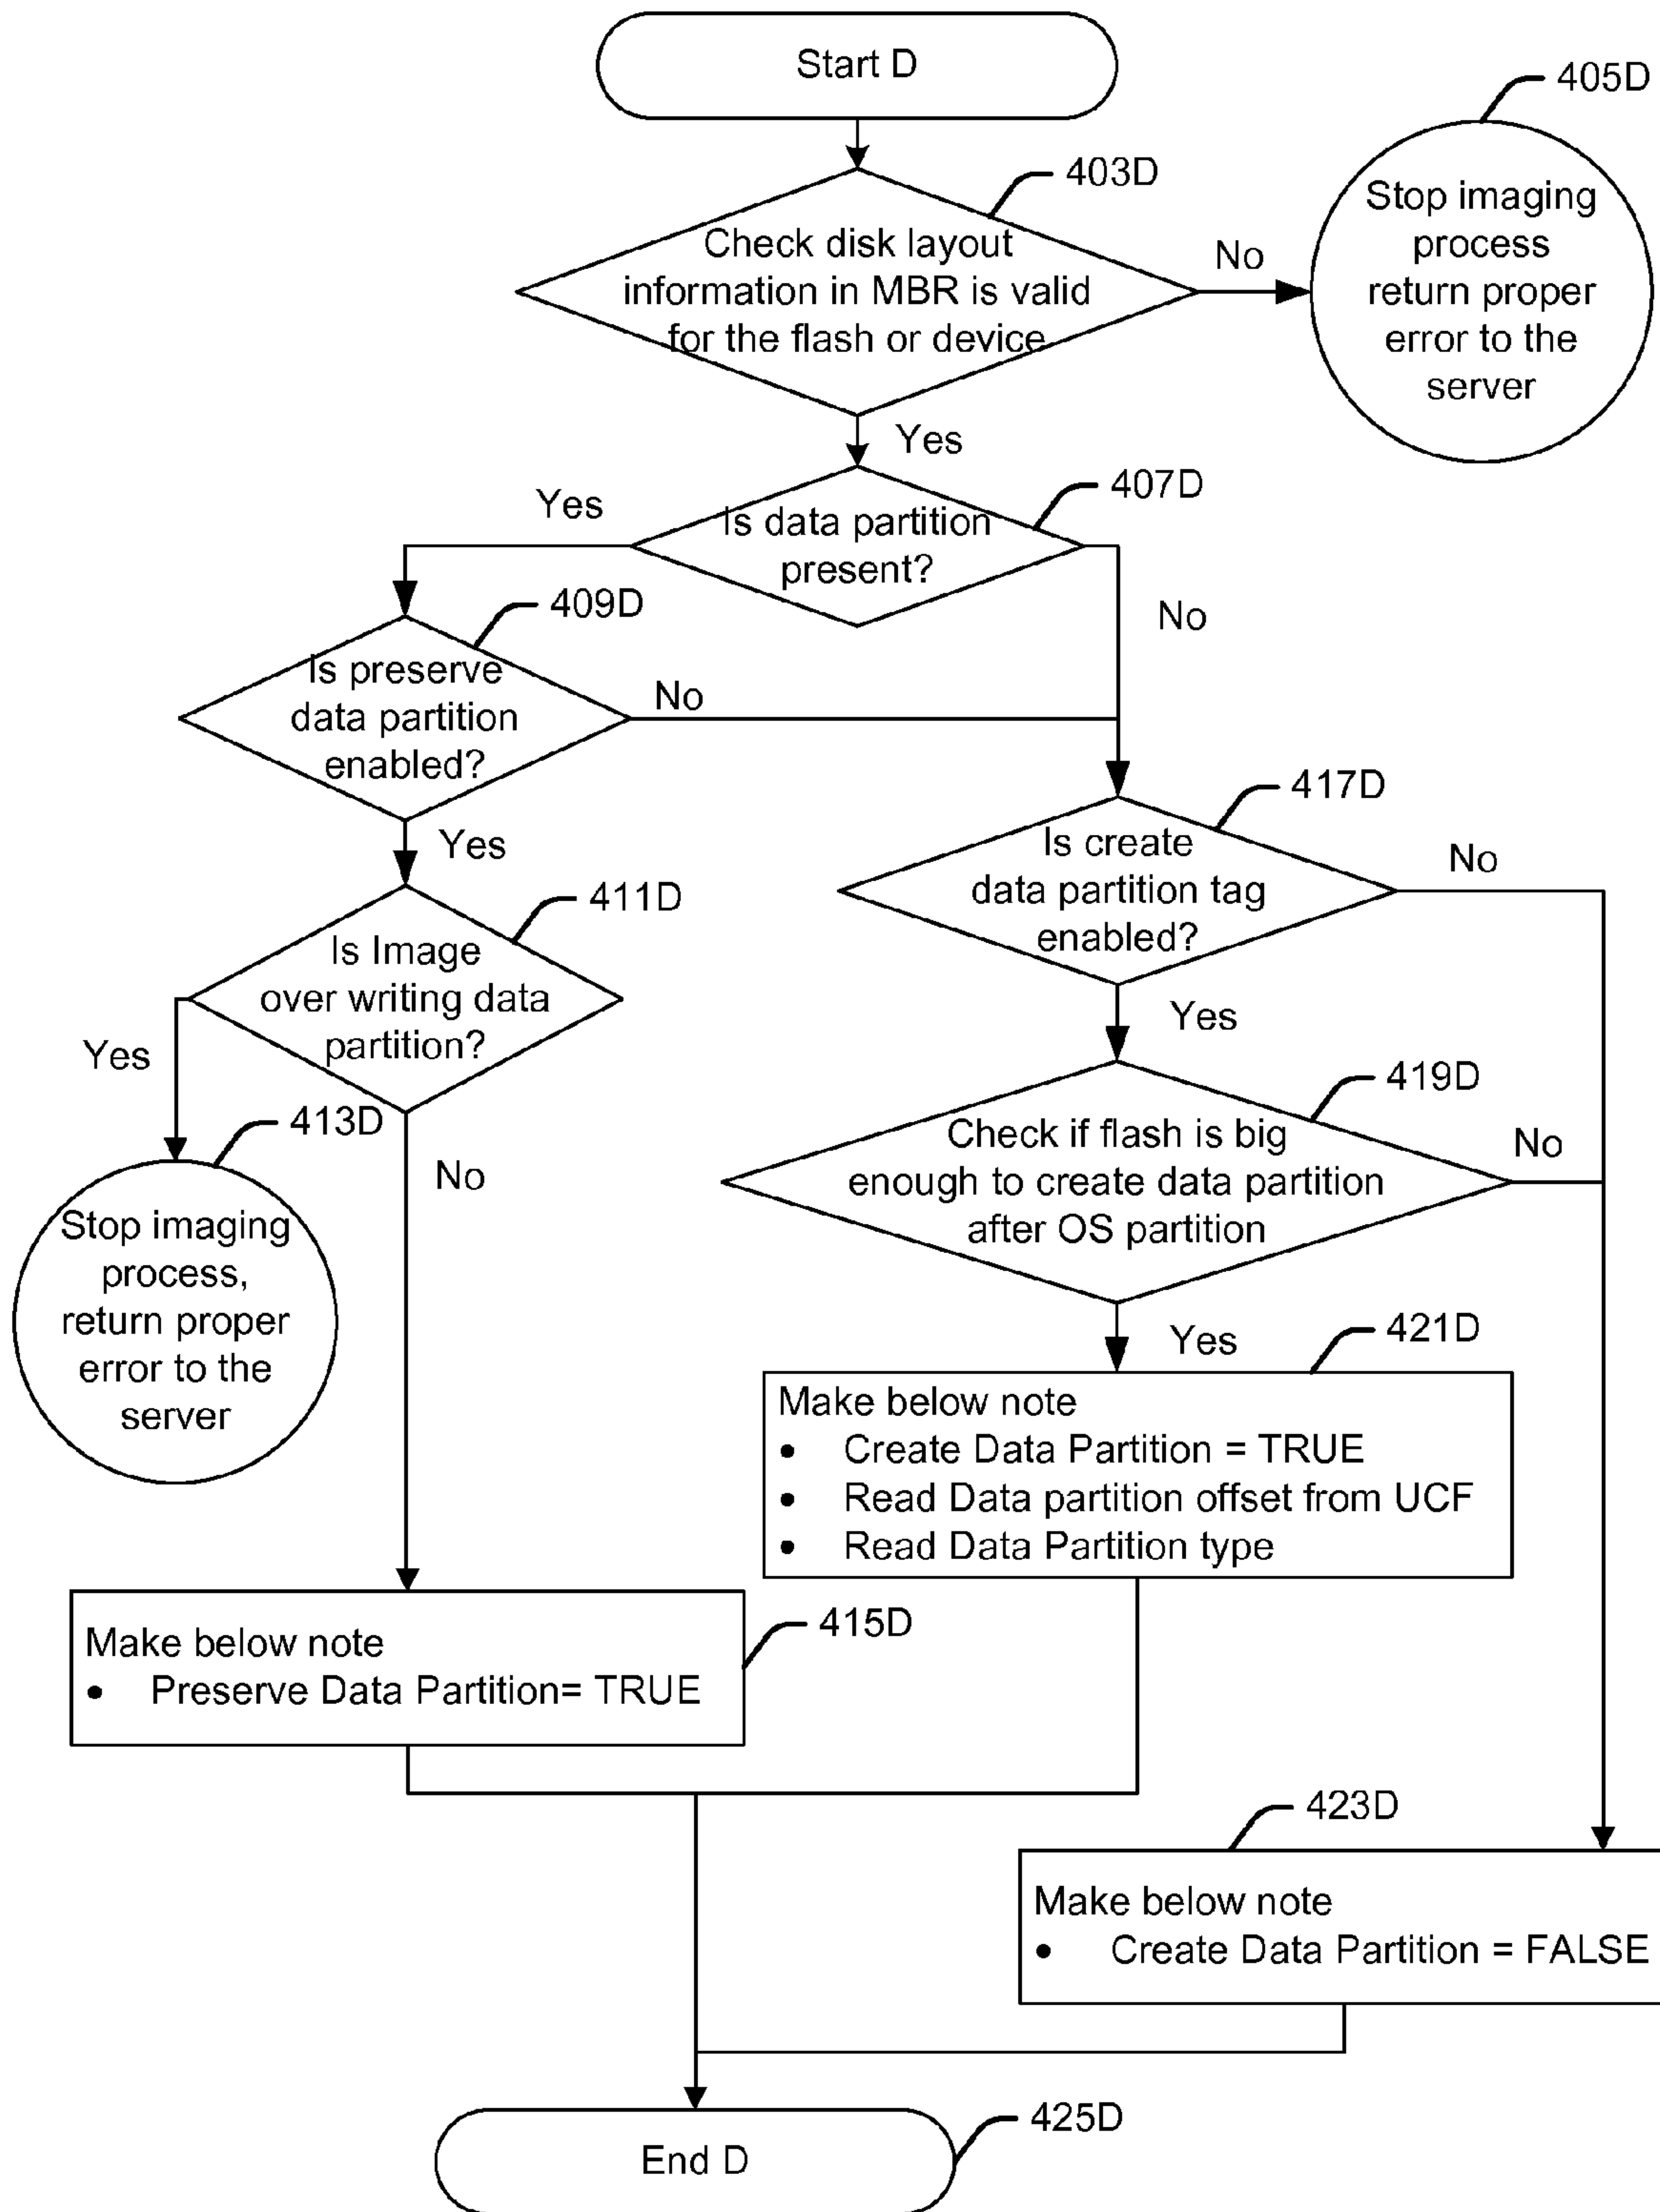 Start D
405D
403D
Stop imaging
process
return proper
error to the
server
Check disk layout
information in MBR is valid
for the flash or device
No
Yes
407D
Yes
Is data partition
present?
No
409D
Is preserve
data partition
enabled?
No
417D
Is create
data partition tag
enabled?
No
Yes
411D
Is Image
over writing data
partition?
Yes
Yes
419D
Check if flash is big
enough to create data partition
after OS partition
No
413D
No
Stop imaging
process,
return proper
error to the
server
Yes
421D
Make below note
• Create Data Partition = TRUE
• Read Data partition offset from UCF
• Read Data Partition type
415D
Make below note
• Preserve Data Partition= TRUE
423D
Make below note
• Create Data Partition = FALSE
425D
End D